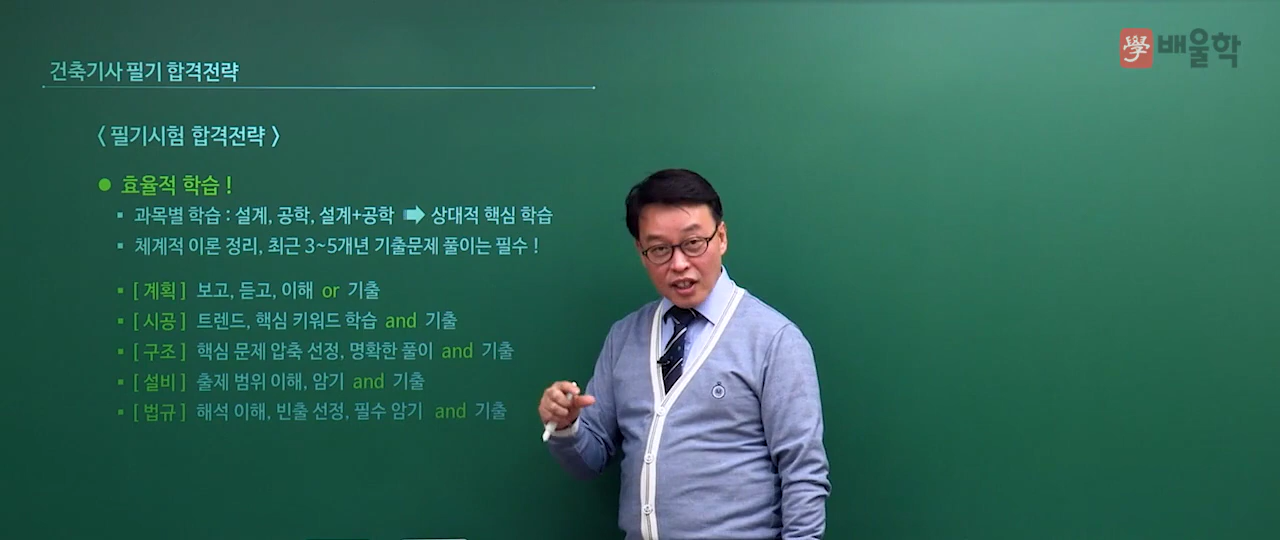 건축기사 필기 합격전략
學 배울학
< 필기시험 합격전략 >
● 효율적 학습 !
▪ 과목별 학습 : 설계, 공학, 설계+공학 ➡ 상대적 핵심 학습
▪ 체계적 이론 정리, 최근 3~5개년 기출문제 풀이는 필수 !
▪ [ 계획 ] 보고, 듣고, 이해 or 기출
▪ [ 시공 ] 트렌드, 핵심 키워드 학습 and 기출
▪ [ 구조 ] 핵심 문제 압축 선정, 명확한 풀이 and 기출
▪ [ 설비 ] 출제 범위 이해, 암기 and 기출
▪ [ 법규 ] 해석 이해, 빈출 선정, 필수 암기 and 기출